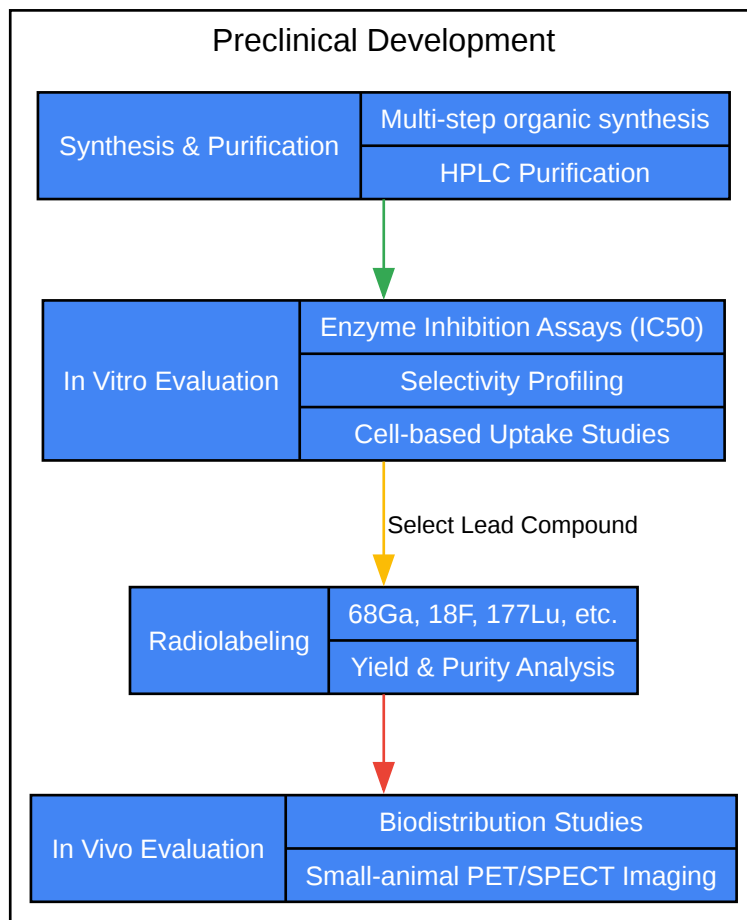 Preclinical Development
Synthesis & Purification
Multi-step organic synthesis
HPLC Purification
In Vitro Evaluation
Enzyme Inhibition Assays (IC50)
Selectivity Profiling
Cell-based Uptake Studies
Select Lead Compound
Radiolabeling
68Ga, 18F, 177Lu, etc.
Yield & Purity Analysis
In Vivo Evaluation
Biodistribution Studies
Small-animal PET/SPECT Imaging